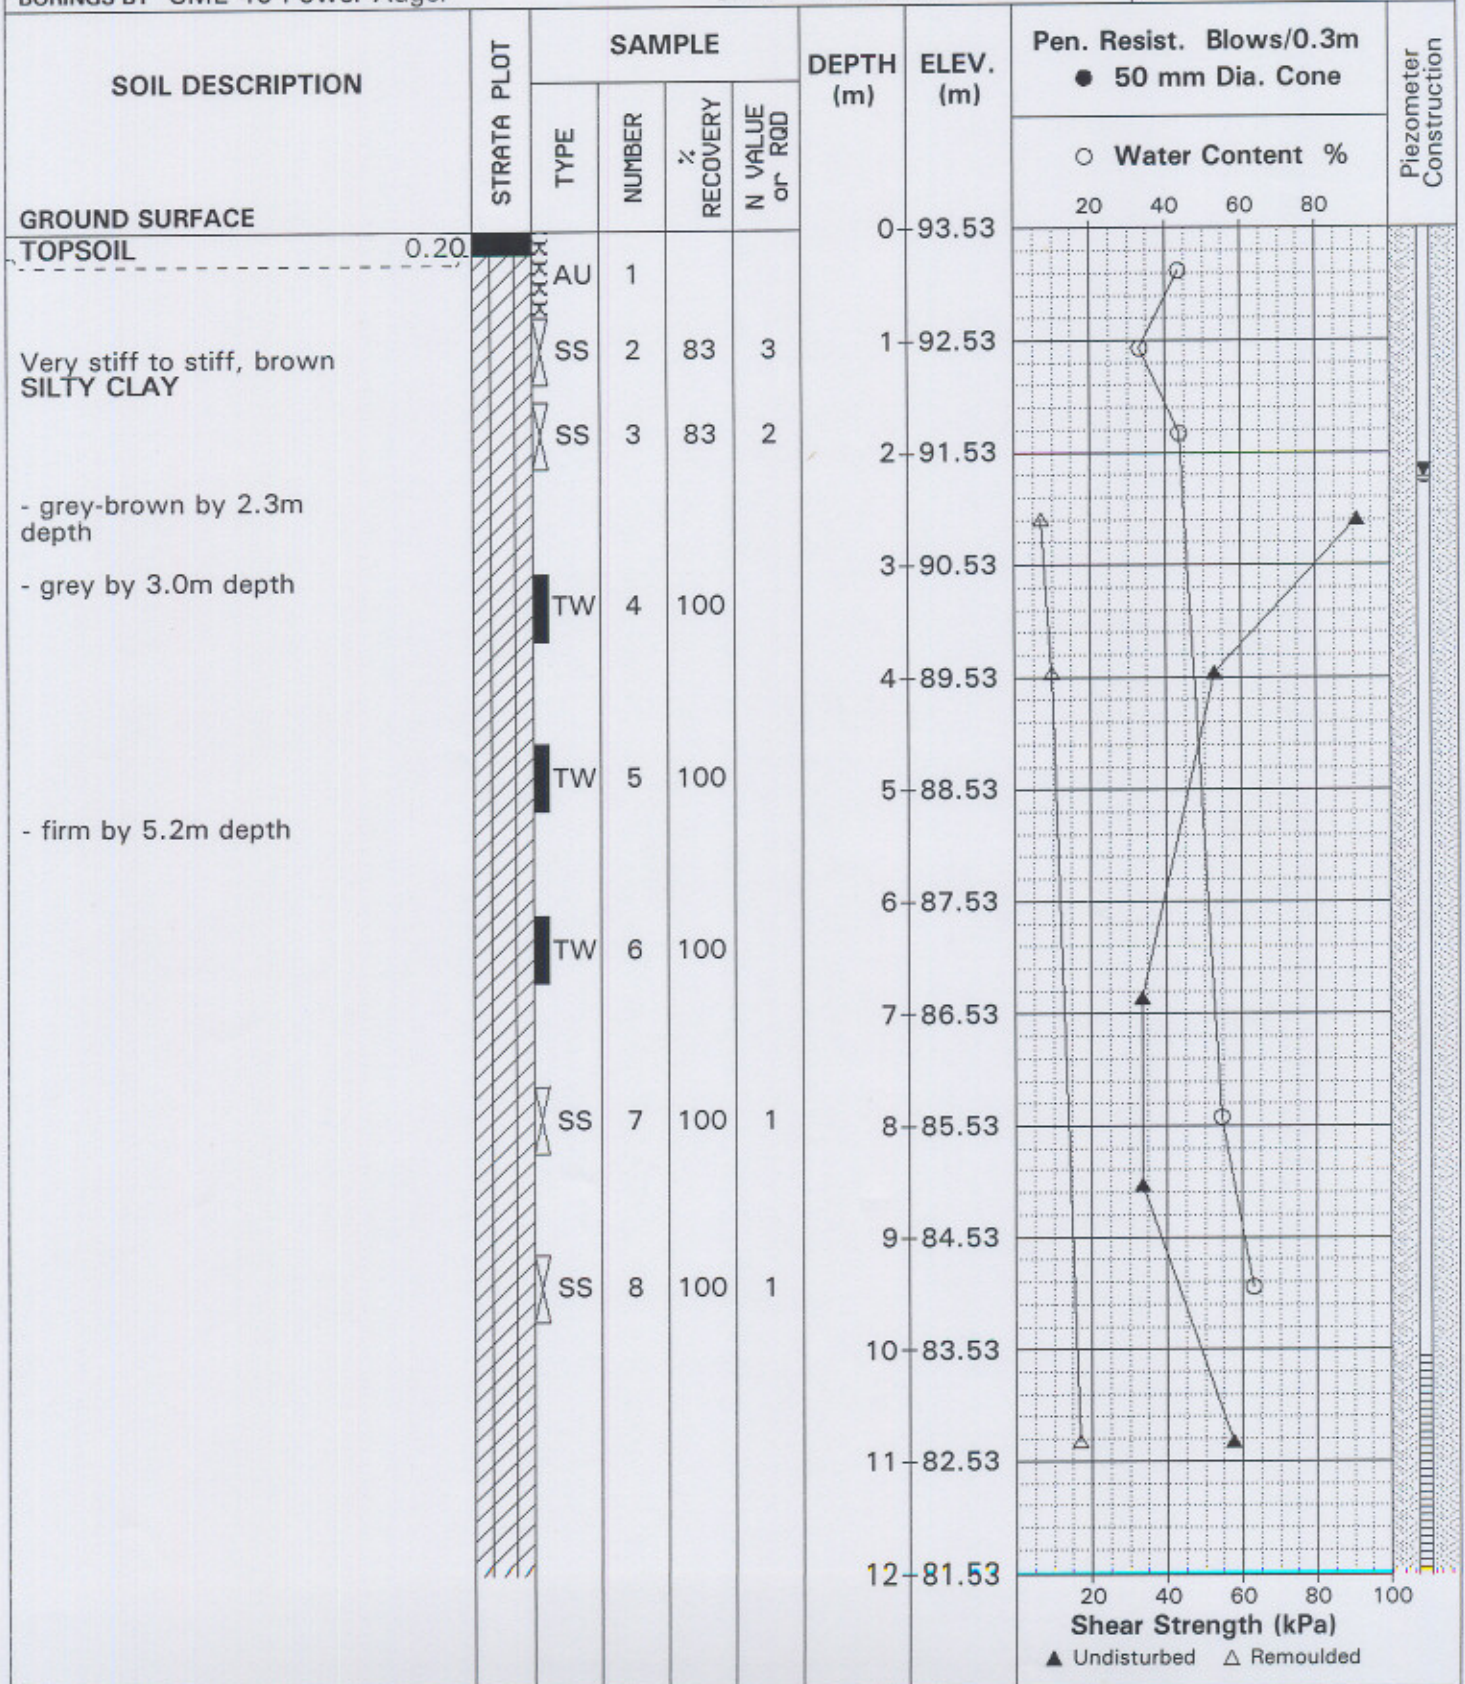 BORINGS BY CME 45 Power Auger
SOIL DESCRIPTION
STRATA PLOT
SAMPLE
TYPE
NUMBER
% RECOVERY
N VALUE or RQD
DEPTH (m)
ELEV. (m)
Pen. Resist. Blows/0.3m
● 50 mm Dia. Cone
○ Water Content %
Piezometer Construction
20 40 60 80
GROUND SURFACE
0 93.53
TOPSOIL 0.20
AU 1
Very stiff to stiff, brown
SILTY CLAY
SS 2 83 3
1 92.53
SS 3 83 2
2 91.53
- grey-brown by 2.3m
depth
3 90.53
- grey by 3.0m depth
TW 4 100
4 89.53
TW 5 100
5 88.53
- firm by 5.2m depth
6 87.53
TW 6 100
7 86.53
SS 7 100 1
8 85.53
9 84.53
SS 8 100 1
10 83.53
11 82.53
12 81.53
20 40 60 80 100
Shear Strength (kPa)
▲ Undisturbed △ Remoulded